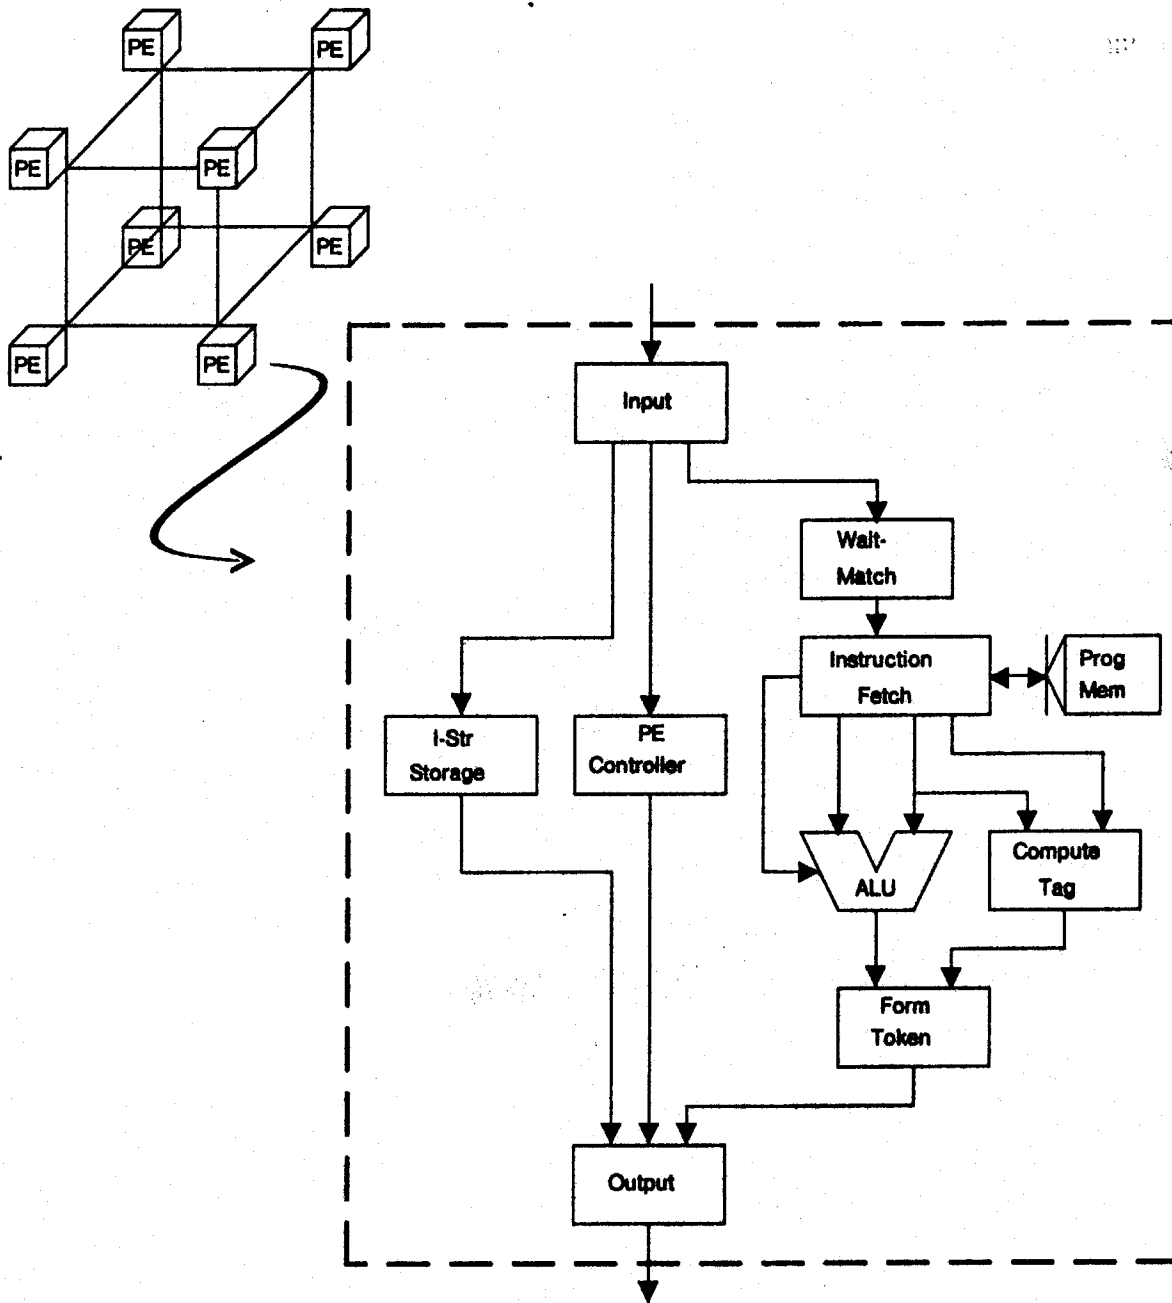 PE
PE
PE
PE
PE
PE
PE
PE
Input
Wait-
Match
Instruction
Fetch
Prog
Mem
I-Str
Storage
PE
Controller
ALU
Compute
Tag
Form
Token
Output